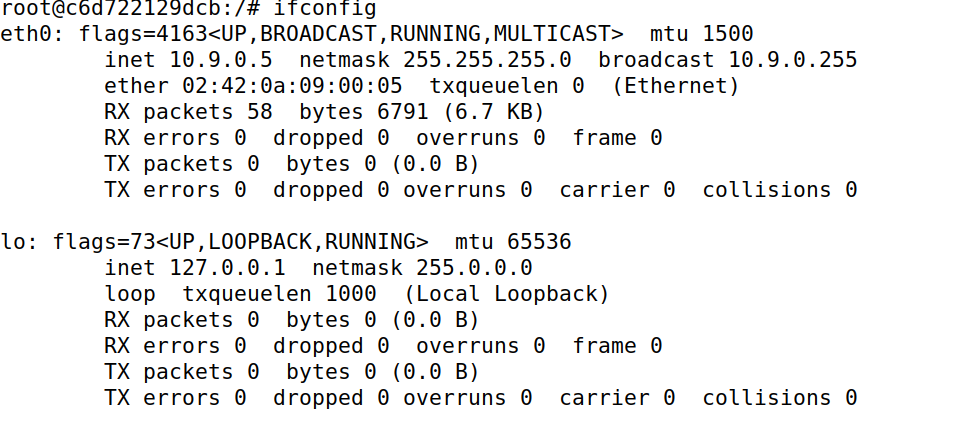 root@c6d722129dcb:/# ifconfig
eth0: flags=4163<UP,BROADCAST,RUNNING,MULTICAST>  mtu 1500
        inet 10.9.0.5  netmask 255.255.255.0  broadcast 10.9.0.255
        ether 02:42:0a:09:00:05  txqueuelen 0  (Ethernet)
        RX packets 58  bytes 6791 (6.7 KB)
        RX errors 0  dropped 0  overruns 0  frame 0
        TX packets 0  bytes 0 (0.0 B)
        TX errors 0  dropped 0 overruns 0  carrier 0  collisions 0

lo: flags=73<UP,LOOPBACK,RUNNING>  mtu 65536
        inet 127.0.0.1  netmask 255.0.0.0
        loop  txqueuelen 1000  (Local Loopback)
        RX packets 0  bytes 0 (0.0 B)
        RX errors 0  dropped 0  overruns 0  frame 0
        TX packets 0  bytes 0 (0.0 B)
        TX errors 0  dropped 0 overruns 0  carrier 0  collisions 0